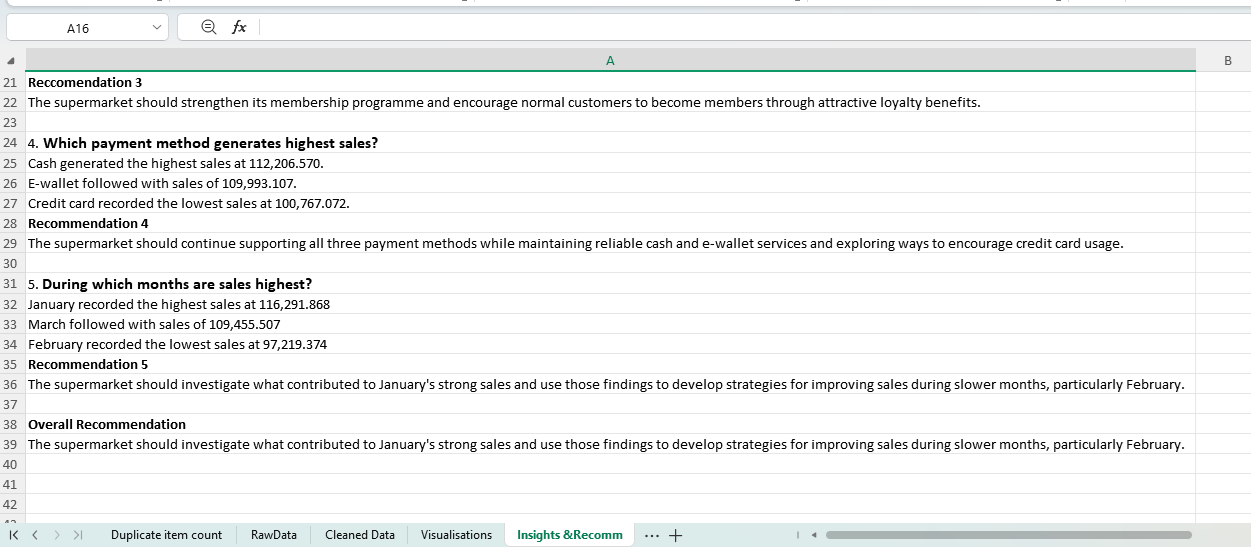 A16
fx
A
B
21 Reccomendation 3
22 The supermarket should strengthen its membership programme and encourage normal customers to become members through attractive loyalty benefits.
23
24 4. Which payment method generates highest sales?
25 Cash generated the highest sales at 112,206.570.
26 E-wallet followed with sales of 109,993.107.
27 Credit card recorded the lowest sales at 100,767.072.
28 Recommendation 4
29 The supermarket should continue supporting all three payment methods while maintaining reliable cash and e-wallet services and exploring ways to encourage credit card usage.
30
31 5. During which months are sales highest?
32 January recorded the highest sales at 116,291.868
33 March followed with sales of 109,455.507
34 February recorded the lowest sales at 97,219.374
35 Recommendation 5
36 The supermarket should investigate what contributed to January's strong sales and use those findings to develop strategies for improving sales during slower months, particularly February.
37
38 Overall Recommendation
39 The supermarket should investigate what contributed to January's strong sales and use those findings to develop strategies for improving sales during slower months, particularly February.
40
41
42
Duplicate item count RawData Cleaned Data Visualisations Insights &Recomm ...